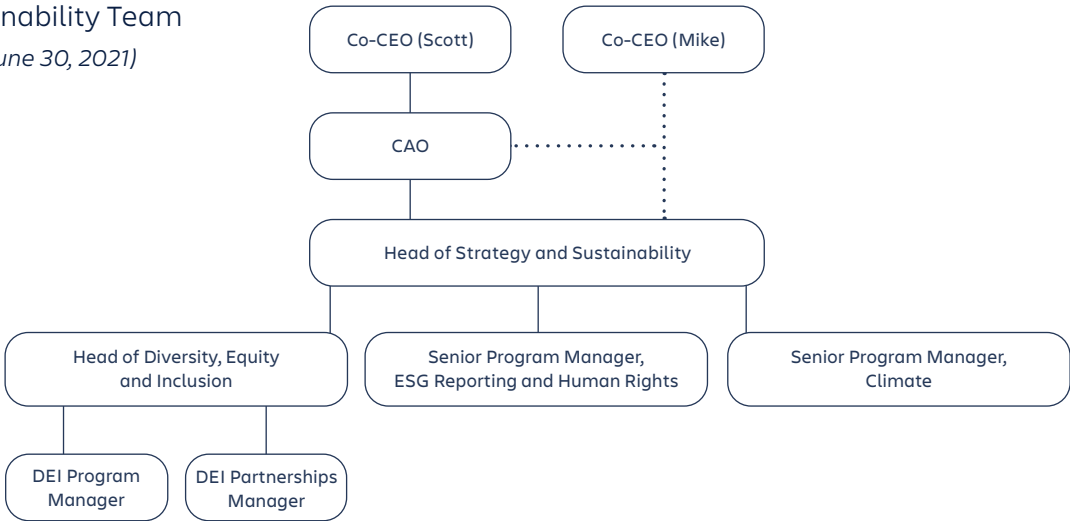 nability Team
une 30, 2021)
Co-CEO (Scott)
Co-CEO (Mike)
CAO
Head of Strategy and Sustainability
Head of Diversity, Equity
and Inclusion
Senior Program Manager,
ESG Reporting and Human Rights
Senior Program Manager,
Climate
DEI Program
Manager
DEI Partnerships
Manager